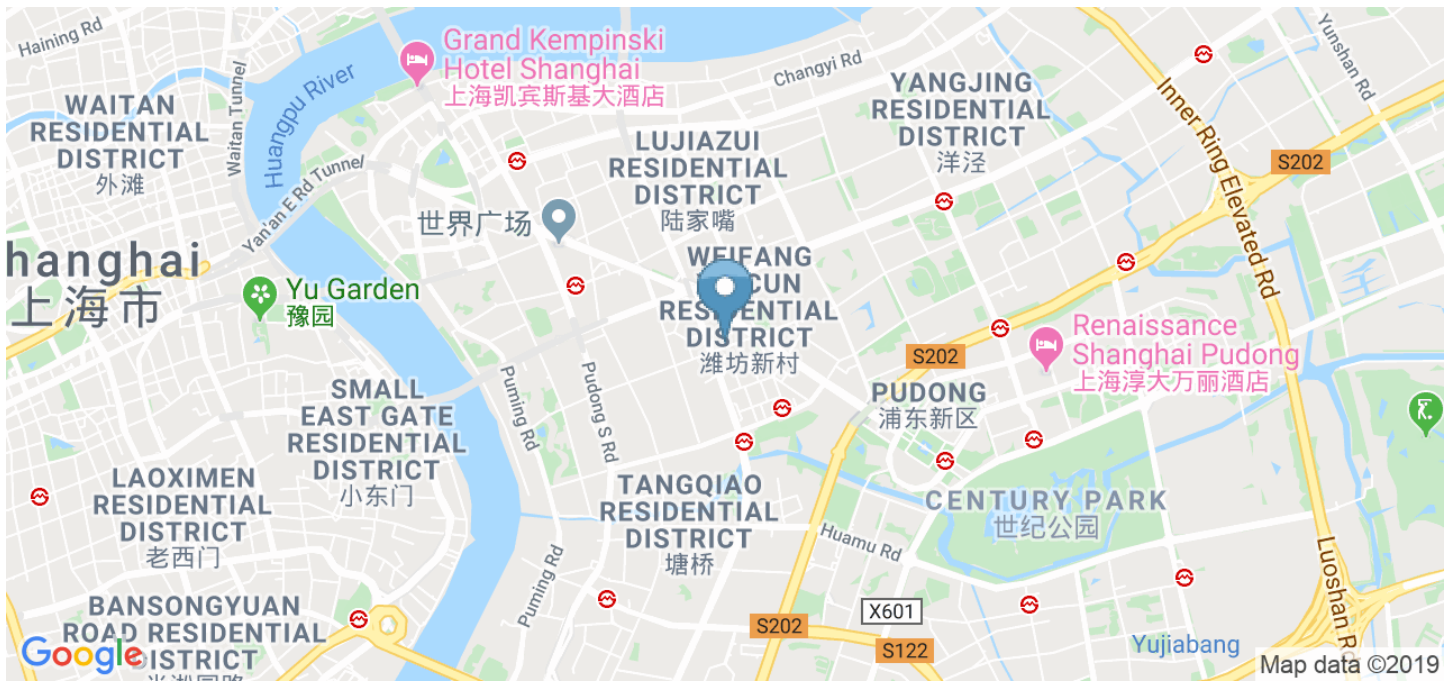 Haining Rd
Huangpu River
Waitan Tunnel
WAITAN
RESIDENTIAL
DISTRICT
外滩
Grand Kempinski
Hotel Shanghai
上海凯宾斯基大酒店
Changyi Rd
YANGJING
RESIDENTIAL
DISTRICT
洋泾
Yunshan Rd
Inner Ring Elevated Rd
S202
LUJIAZUI
RESIDENTIAL
DISTRICT
陆家嘴
Yan'an E Rd Tunnel
世界广场
hanghai
上海市
Yu Garden
豫园
WEIFANG
CUN
RESIDENTIAL
DISTRICT
潍坊新村
S202
Renaissance
Shanghai Pudong
上海淳大万丽酒店
PUDONG
浦东新区
Puming Rd
Pudong S Rd
SMALL
EAST GATE
RESIDENTIAL
DISTRICT
小东门
LAOXIMEN
RESIDENTIAL
DISTRICT
老西门
TANGQIAO
RESIDENTIAL
DISTRICT
塘桥
CENTURY PARK
世纪公园
Huamu Rd
Luoshan Rd
Puming Rd
X601
S202
S122
Yujiabang
BANSONGYUAN
ROAD RESIDENTIAL
DISTRICT
Google
Map data ©2019